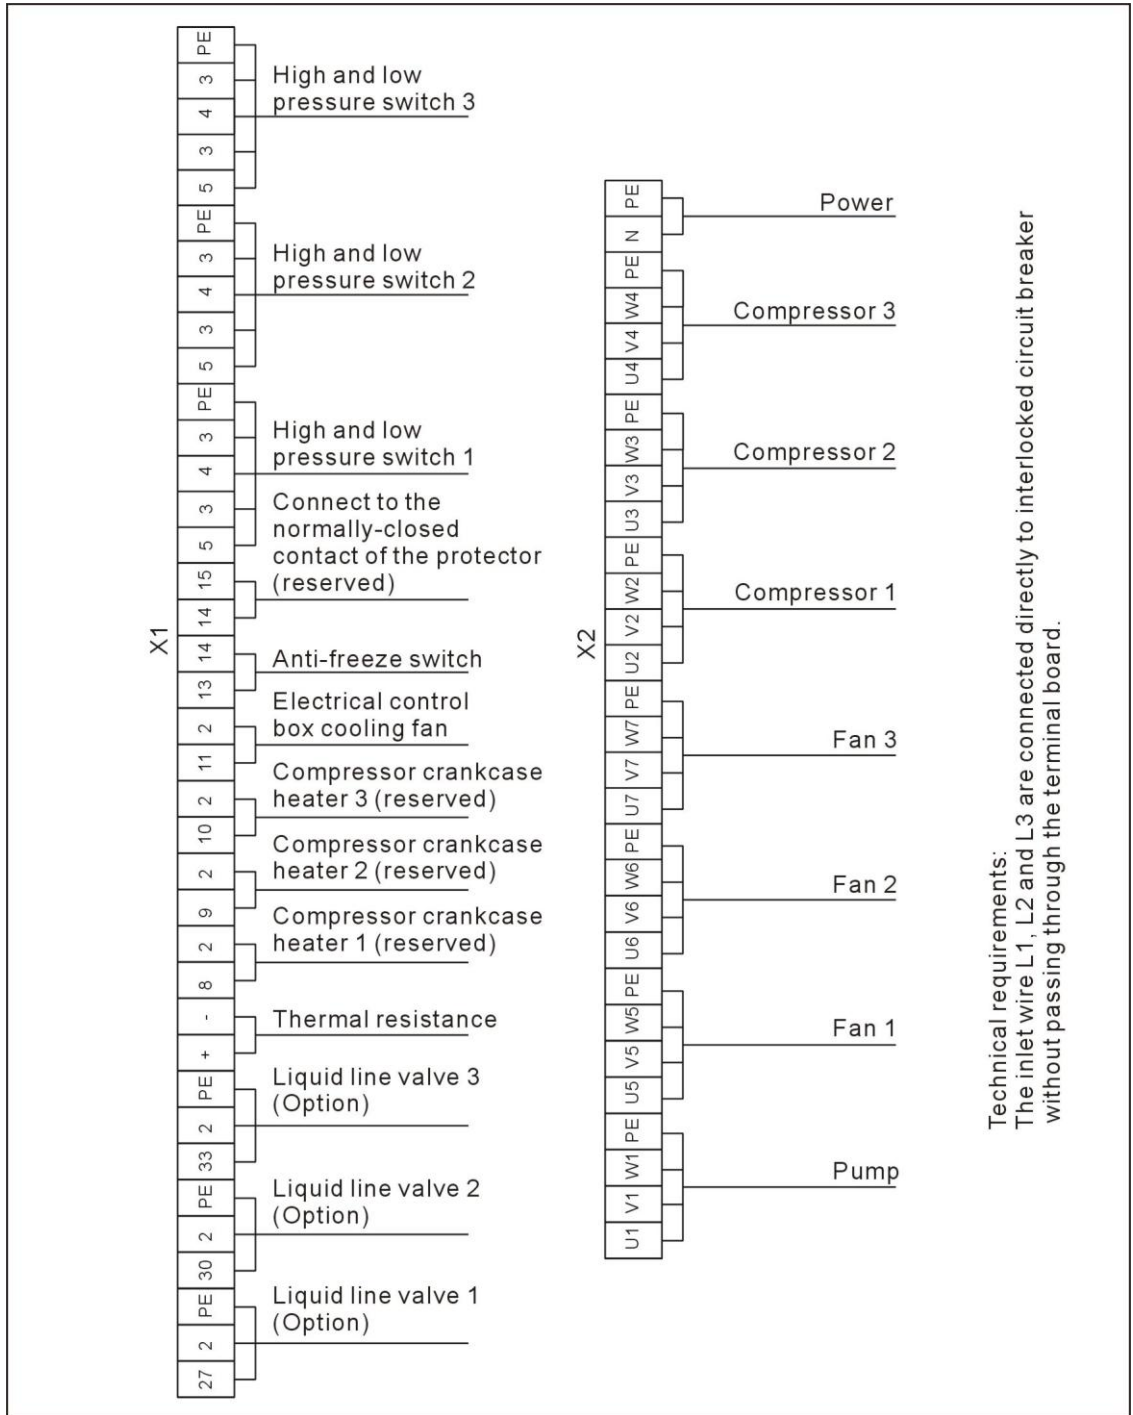 X1
PE
3
4
3
5
High and low
pressure switch 3
PE
3
4
3
5
High and low
pressure switch 2
PE
3
4
3
5
High and low
pressure switch 1
15
14
Connect to the
normally-closed
contact of the protector
(reserved)
14
13
Anti-freeze switch
2
11
Electrical control
box cooling fan
2
10
Compressor crankcase
heater 3 (reserved)
2
9
Compressor crankcase
heater 2 (reserved)
2
8
Compressor crankcase
heater 1 (reserved)
-
+
Thermal resistance
PE
2
33
Liquid line valve 3
(Option)
PE
2
30
Liquid line valve 2
(Option)
PE
2
27
Liquid line valve 1
(Option)
X2
PE
N
Power
PE
W4
V4
U4
Compressor 3
PE
W3
V3
U3
Compressor 2
PE
W2
V2
U2
Compressor 1
PE
W7
V7
U7
Fan 3
PE
W6
V6
U6
Fan 2
PE
W5
V5
U5
Fan 1
PE
W1
V1
U1
Pump
Technical requirements:
The inlet wire L1, L2 and L3 are connected directly to interlocked circuit breaker
without passing through the terminal board.